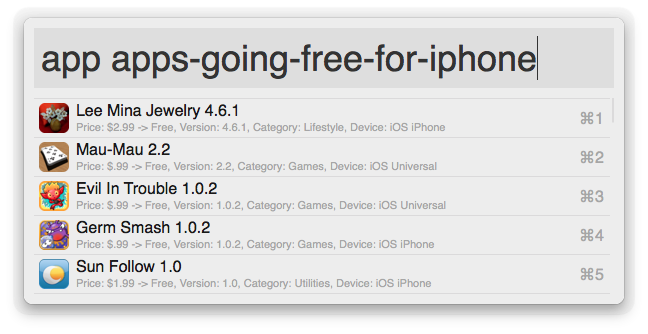 app apps-going-free-for-iphone
Lee Mina Jewelry 4.6.1
Price: $2.99 -> Free, Version: 4.6.1, Category: Lifestyle, Device: iOS iPhone
⌘1
Mau-Mau 2.2
Price: $.99 -> Free, Version: 2.2, Category: Games, Device: iOS Universal
⌘2
Evil In Trouble 1.0.2
Price: $.99 -> Free, Version: 1.0.2, Category: Games, Device: iOS Universal
⌘3
Germ Smash 1.0.2
Price: $.99 -> Free, Version: 1.0.2, Category: Games, Device: iOS iPhone
⌘4
Sun Follow 1.0
Price: $1.99 -> Free, Version: 1.0, Category: Utilities, Device: iOS iPhone
⌘5